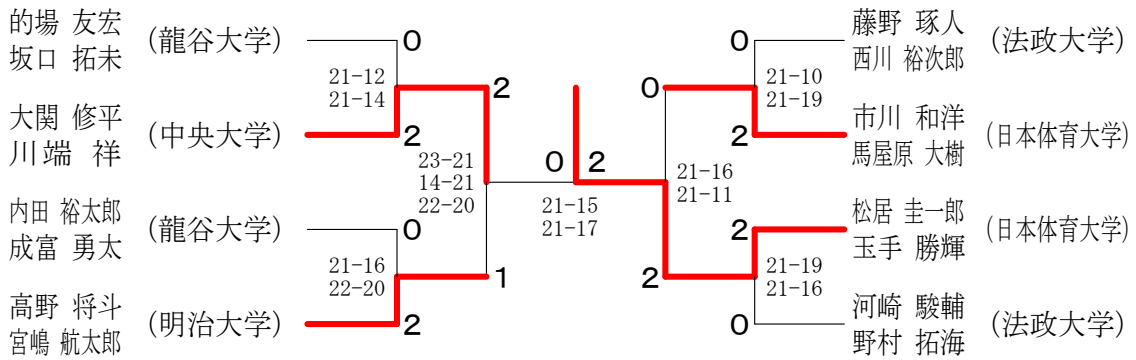 的場 友宏
坂口 拓未
(龍谷大学)
0
21-12
21-14
2
大関 修平
川端 祥
(中央大学)
2
23-21
14-21
22-20
内田 裕太郎
成富 勇太
(龍谷大学)
0
21-16
22-20
1
高野 将斗
宮嶋 航太郎
(明治大学)
2
0 2
21-15
21-17
藤野 琢人
西川 裕次郎
(法政大学)
0
21-10
21-19
0
市川 和洋
馬屋原 大樹
(日本体育大学)
2
21-16
21-11
松居 圭一郎
玉手 勝輝
(日本体育大学)
2
21-19
21-16
2
河崎 駿輔
野村 拓海
(法政大学)
0